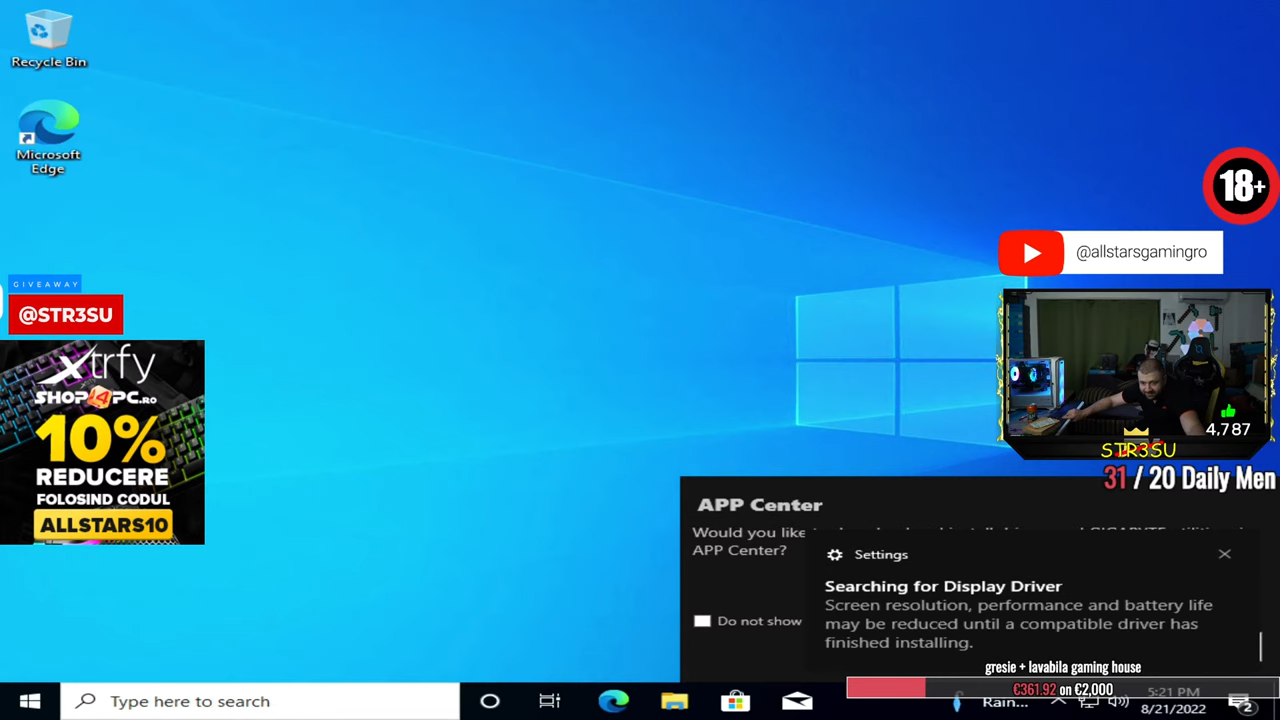 Recycle Bin
Microsoft
Edge
18+
@allstarsgamingro
GIVEAWAY
@STR3SU
xtrfy
SHOP4PC.RO
10%
REDUCERE
FOLOSIND CODUL
ALLSTARS10
4,787
STR3SU
31 / 20 Daily Men
APP Center
Would you like
APP Center?
Do not show
Settings
Searching for Display Driver
Screen resolution, performance and battery life
may be reduced until a compatible driver has
finished installing.
gresie + lavabila gaming house
€361.92 on €2,000
Type here to search
Rain...
5:21 PM
8/21/2022
2